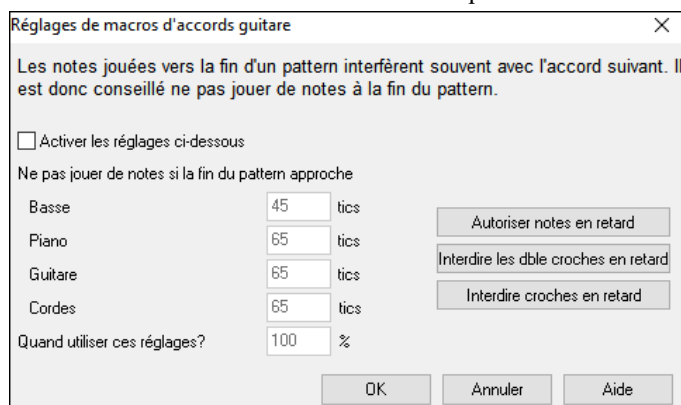 Réglages de macros d'accords guitare
Les notes jouées vers la fin d'un pattern interfèrent souvent avec l'accord suivant. Il
est donc conseillé ne pas jouer de notes à la fin du pattern.
Activer les réglages ci-dessous
Ne pas jouer de notes si la fin du pattern approche
Basse 45 tics
Piano 65 tics
Guitare 65 tics
Cordes 65 tics
Autoriser notes en retard
Interdire les dble croches en retard
Interdire croches en retard
Quand utiliser ces réglages? 100 %
OK Annuler Aide